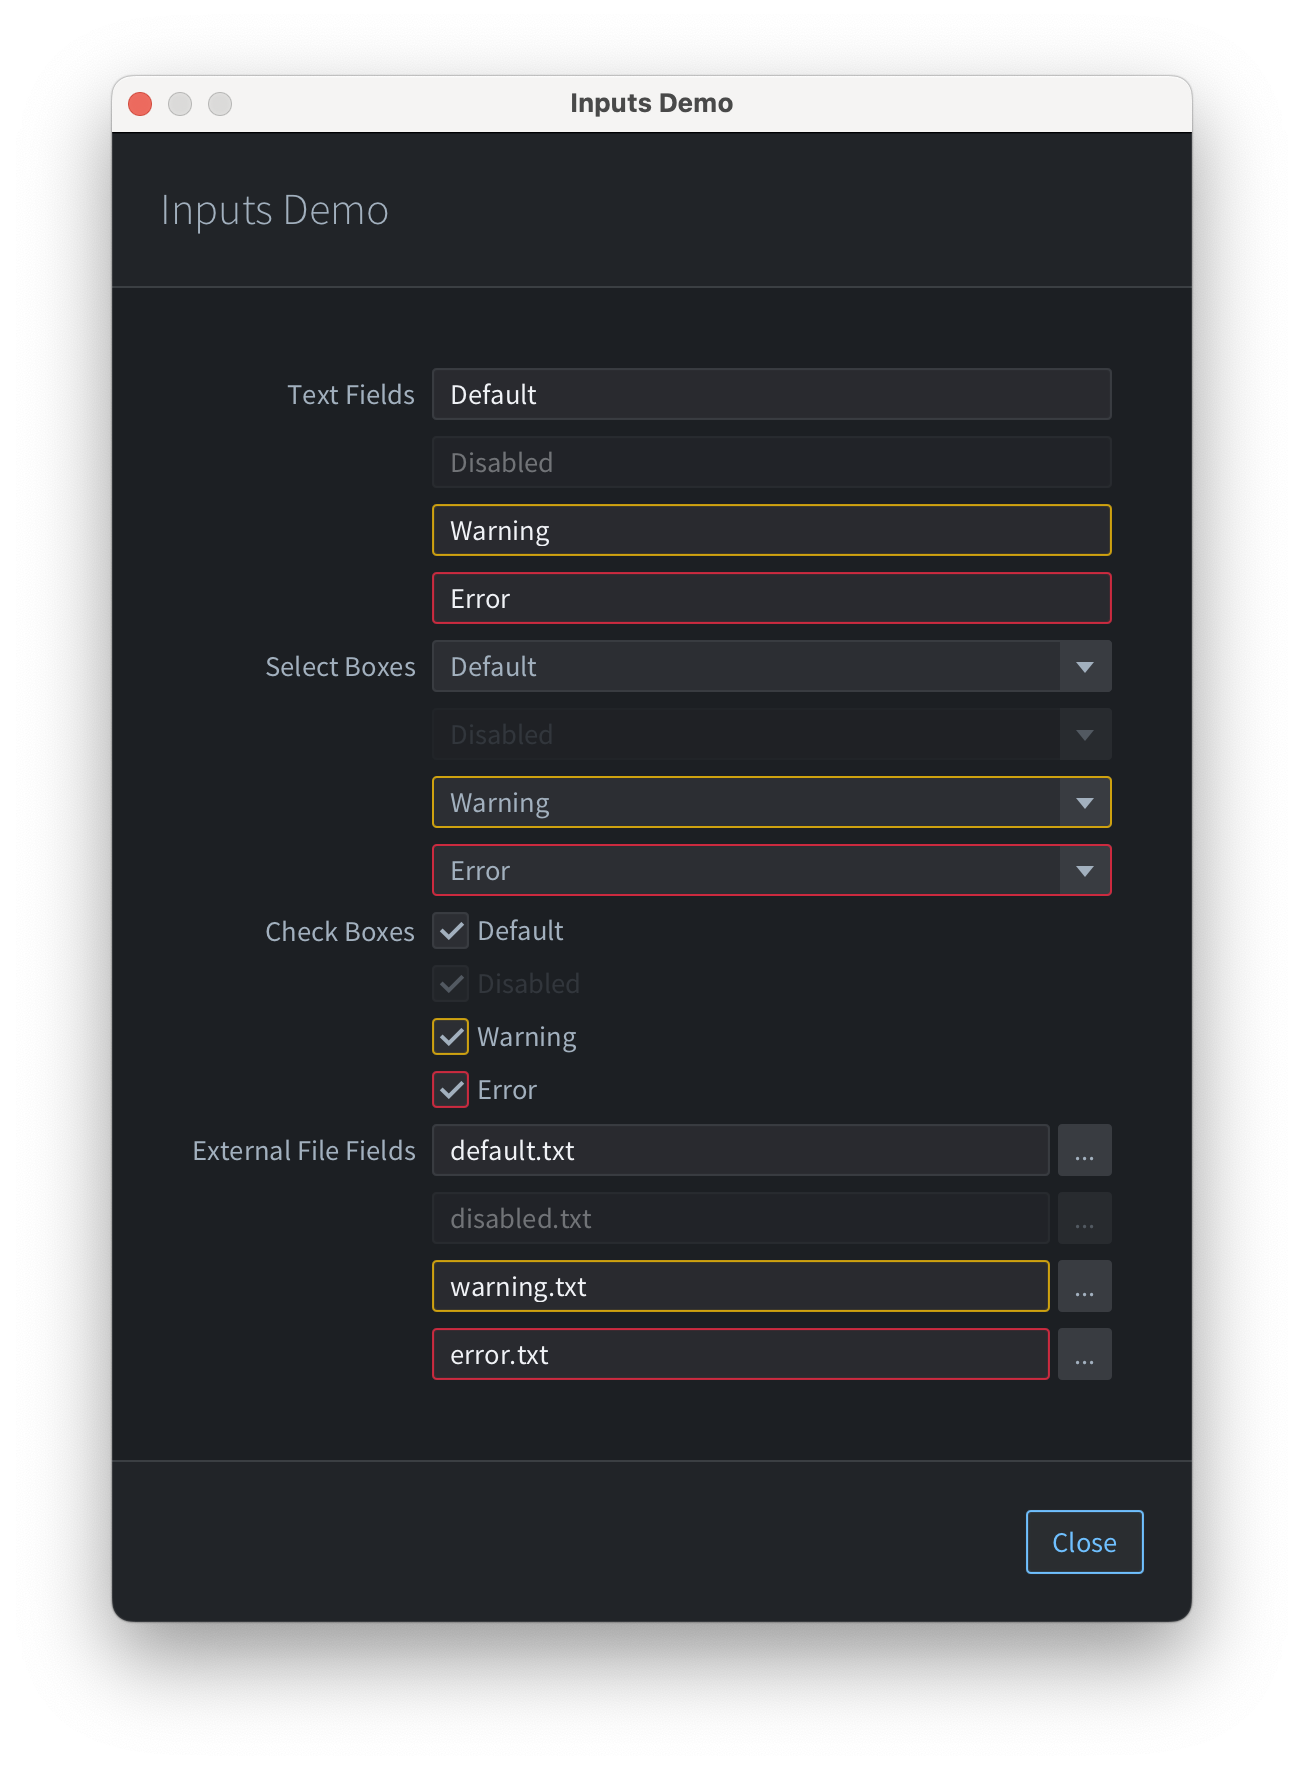 Inputs Demo
Inputs Demo
Text Fields Default
Disabled
Warning
Error
Select Boxes Default
Disabled
Warning
Error
Check Boxes Default
Disabled
Warning
Error
External File Fields default.txt ...
disabled.txt ...
warning.txt ...
error.txt ...
Close